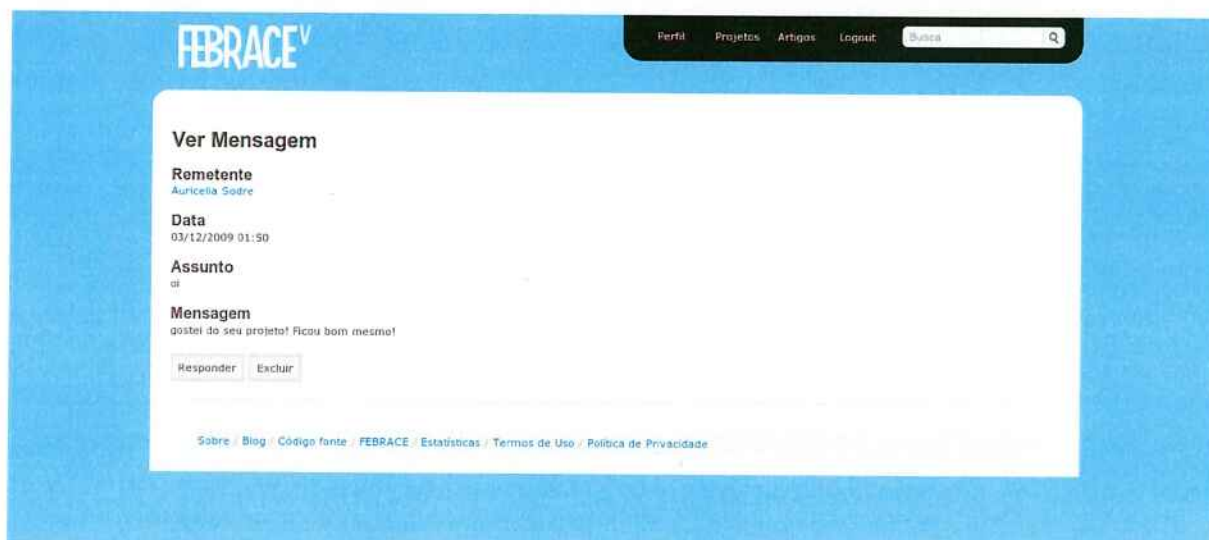 FEBRACEV
Perfil Projetos Artigos Logout Busca
Ver Mensagem
Remetente
Auricelia Sodre
Data
03/12/2009 01:50
Assunto
oi
Mensagem
gostei do seu projeto! Ficou bom mesmo!
Responder Excluir
Sobre / Blog / Código fonte / FEBRACE / Estatísticas / Termos de Uso / Política de Privacidade